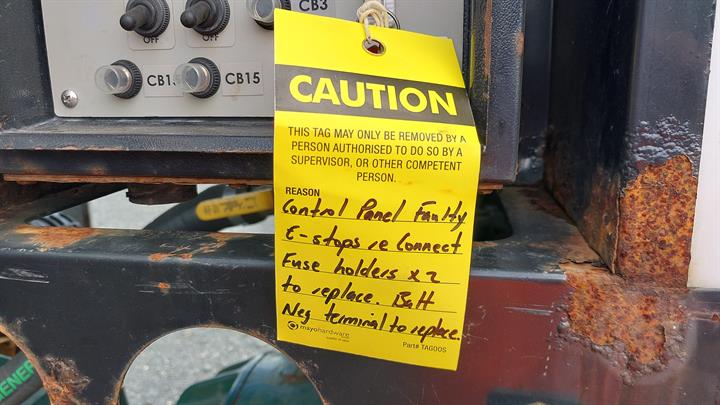 CB3
OFF
OFF
CB15
CAUTION
THIS TAG MAY ONLY BE REMOVED BY A
PERSON AUTHORISED TO DO SO BY A
SUPERVISOR, OR OTHER COMPETENT
PERSON.
REASON
Control Panel Faulty
E-stops re Connect
Fuse holders x 2
to replace. Batt
Neg terminal to replace.
mayohardware
Part# TAG00S
GENER